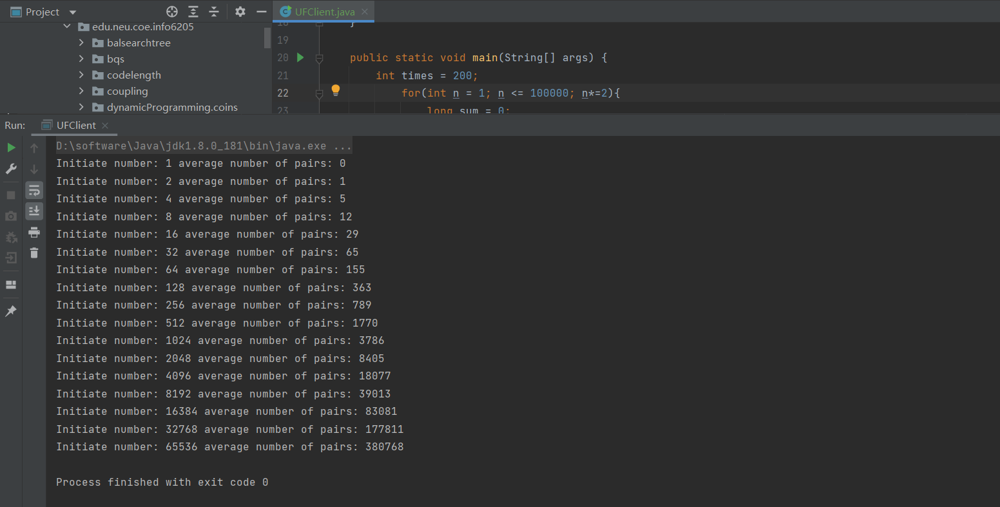 Project
UFClient.java
edu.neu.coe.info6205
balsearchtree
bqs
codelength
coupling
dynamicProgramming.coins
18 }
19
20 public static void main(String[] args) {
21 int times = 200;
22 for(int n = 1; n <= 100000; n*=2){
23 long sum = 0;
Run: UFClient
D:\software\Java\jdk1.8.0_181\bin\java.exe ...
Initiate number: 1 average number of pairs: 0
Initiate number: 2 average number of pairs: 1
Initiate number: 4 average number of pairs: 5
Initiate number: 8 average number of pairs: 12
Initiate number: 16 average number of pairs: 29
Initiate number: 32 average number of pairs: 65
Initiate number: 64 average number of pairs: 155
Initiate number: 128 average number of pairs: 363
Initiate number: 256 average number of pairs: 789
Initiate number: 512 average number of pairs: 1770
Initiate number: 1024 average number of pairs: 3786
Initiate number: 2048 average number of pairs: 8405
Initiate number: 4096 average number of pairs: 18077
Initiate number: 8192 average number of pairs: 39013
Initiate number: 16384 average number of pairs: 83081
Initiate number: 32768 average number of pairs: 177811
Initiate number: 65536 average number of pairs: 380768
Process finished with exit code 0